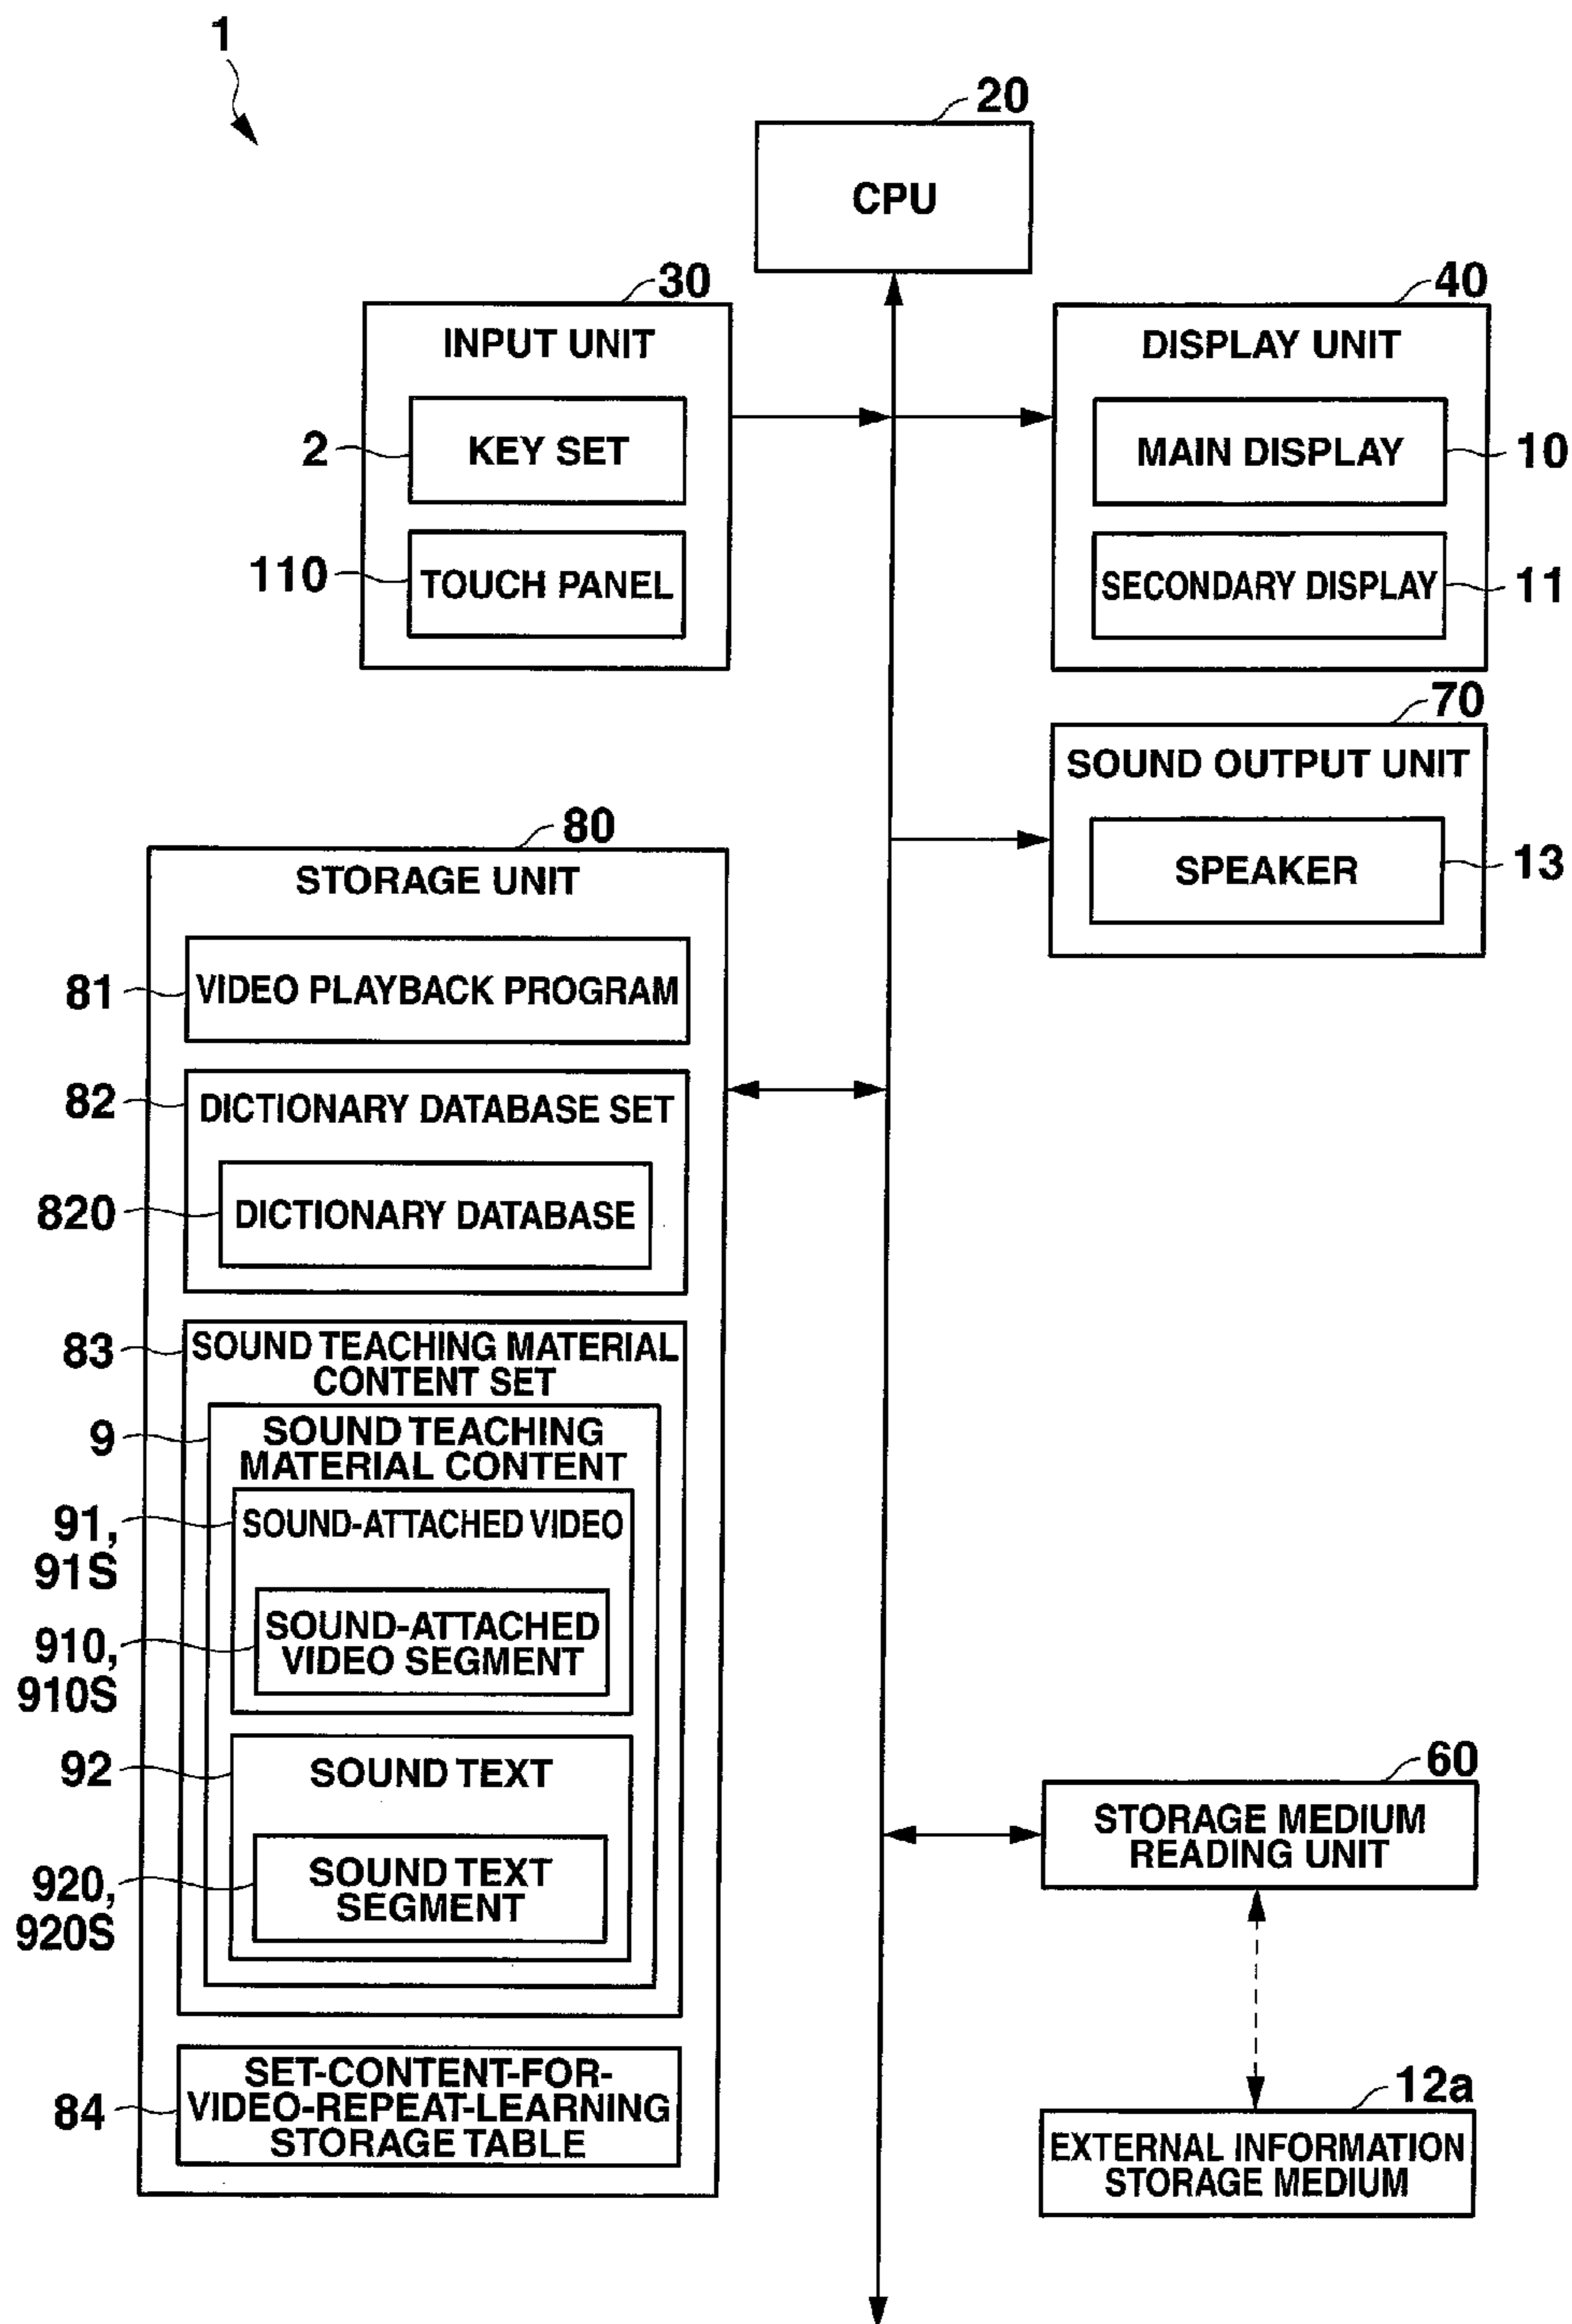 1
20
CPU
30
INPUT UNIT
2
KEY SET
110
TOUCH PANEL
40
DISPLAY UNIT
MAIN DISPLAY
10
SECONDARY DISPLAY
11
70
SOUND OUTPUT UNIT
SPEAKER
13
80
STORAGE UNIT
81
VIDEO PLAYBACK PROGRAM
82
DICTIONARY DATABASE SET
820
DICTIONARY DATABASE
83
SOUND TEACHING MATERIAL
CONTENT SET
9
SOUND TEACHING
MATERIAL CONTENT
91,
91S
SOUND-ATTACHED VIDEO
910,
910S
SOUND-ATTACHED
VIDEO SEGMENT
92
SOUND TEXT
920,
920S
SOUND TEXT
SEGMENT
84
SET-CONTENT-FOR-
VIDEO-REPEAT-LEARNING
STORAGE TABLE
60
STORAGE MEDIUM
READING UNIT
12a
EXTERNAL INFORMATION
STORAGE MEDIUM